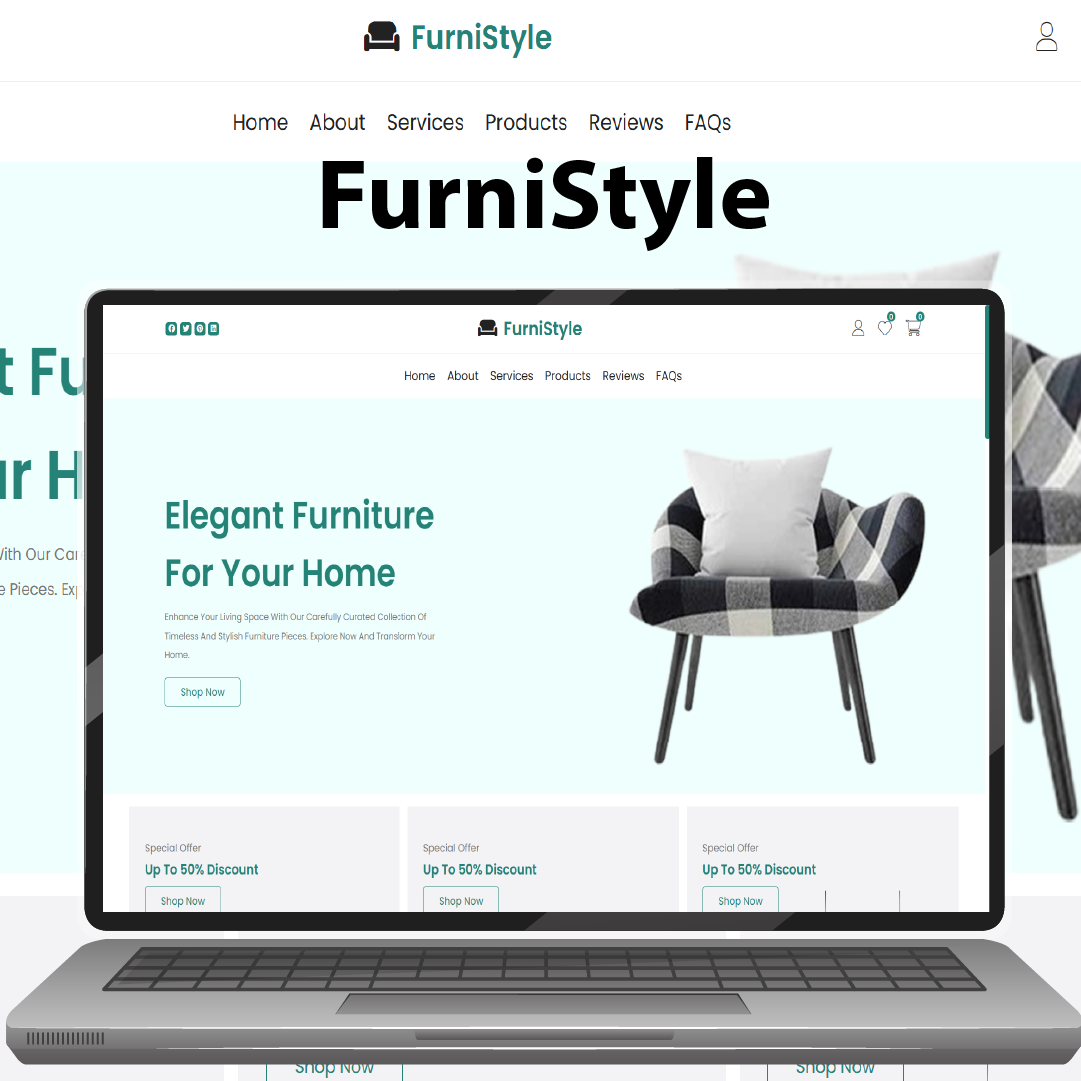 FurniStyle
Home About Services Products Reviews FAQs
FurniStyle
FurniStyle
0 0
Home About Services Products Reviews FAQs
t Fu
ur H
With Our Car
e Pieces. Exp
Elegant Furniture
For Your Home
Enhance Your Living Space With Our Carefully Curated Collection Of
Timeless And Stylish Furniture Pieces. Explore Now And Transform Your
Home.
Shop Now
Special Offer Special Offer Special Offer
Up To 50% Discount Up To 50% Discount Up To 50% Discount
Shop Now Shop Now Shop Now
Shop Now Shop Now